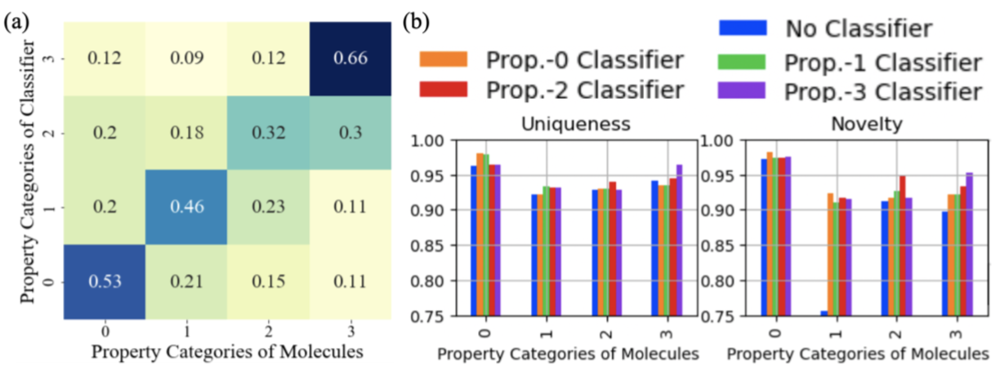 (a)
Property Categories of Classifier
3
2
1
0
0.12 0.09 0.12 0.66
0.2 0.18 0.32 0.3
0.2 0.46 0.23 0.11
0.53 0.21 0.15 0.11
0 1 2 3
Property Categories of Molecules
(b)
No Classifier
Prop.-0 Classifier
Prop.-1 Classifier
Prop.-2 Classifier
Prop.-3 Classifier
Uniqueness
1.00
0.95
0.90
0.85
0.80
0.75
0 1 2 3
Property Categories of Molecules
Novelty
1.00
0.95
0.90
0.85
0.80
0.75
0 1 2 3
Property Categories of Molecules